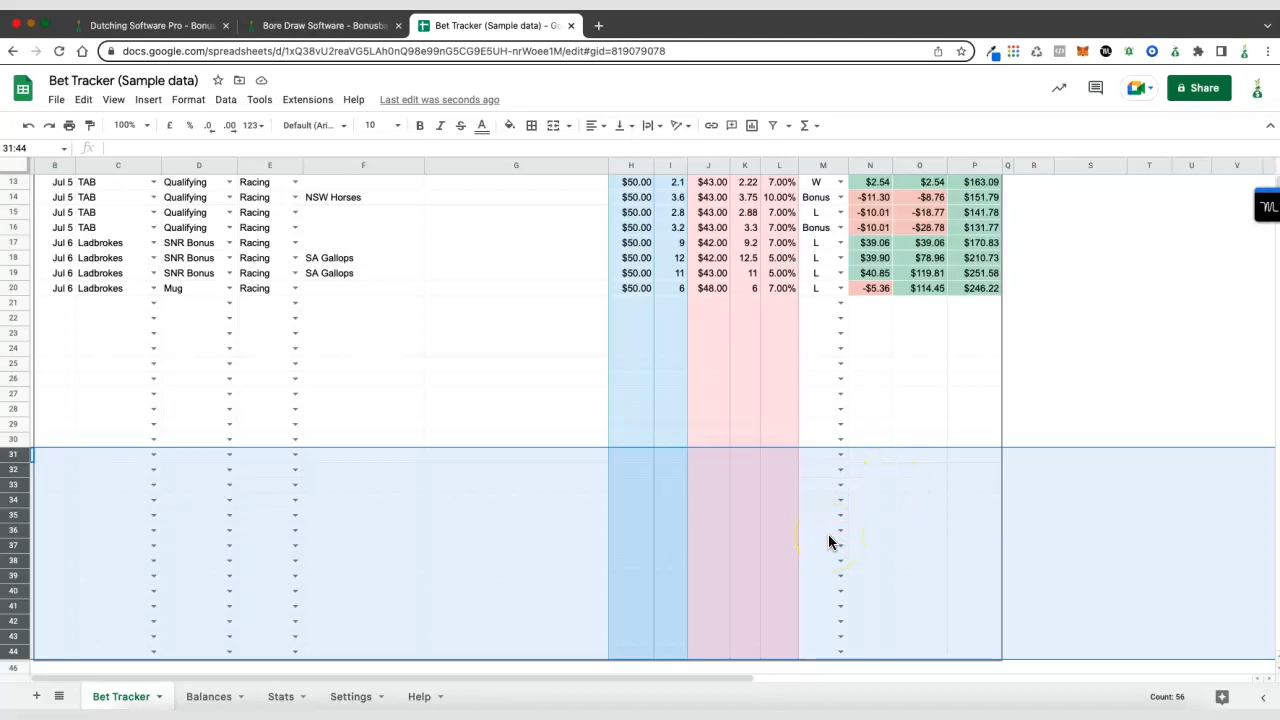 Dutching Software Pro - Bonus
Bore Draw Software - Bonusb
Bet Tracker (Sample data) - Go
docs.google.com/spreadsheets/d/1xQ38vU2reaVG5LAh0nQ98e99nG5CG9E5UH-nrWoee1M/edit#gid=819079078
Bet Tracker (Sample data)
File Edit View Insert Format Data Tools Extensions Help Last edit was seconds ago
Share
100% £ % .0 .00 123 Default (Ari... 10 B I S A
31:44 fx
B C D E F G H I J K L M N O P Q R S T U V
13 Jul 5 TAB Qualifying Racing $50.00 2.1 $43.00 2.22 7.00% W $2.54 $2.54 $163.09
14 Jul 5 TAB Qualifying Racing NSW Horses $50.00 3.6 $43.00 3.75 10.00% Bonus -$11.30 -$8.76 $151.79
15 Jul 5 TAB Qualifying Racing $50.00 2.8 $43.00 2.88 7.00% L -$10.01 -$18.77 $141.78
16 Jul 5 TAB Qualifying Racing $50.00 3.2 $43.00 3.3 7.00% Bonus -$10.01 -$28.78 $131.77
17 Jul 6 Ladbrokes SNR Bonus Racing $50.00 9 $42.00 9.2 7.00% L $39.06 $39.06 $170.83
18 Jul 6 Ladbrokes SNR Bonus Racing SA Gallops $50.00 12 $42.00 12.5 5.00% L $39.90 $78.96 $210.73
19 Jul 6 Ladbrokes SNR Bonus Racing SA Gallops $50.00 11 $43.00 11 5.00% L $40.85 $119.81 $251.58
20 Jul 6 Ladbrokes Mug Racing $50.00 6 $48.00 6 7.00% L -$5.36 $114.45 $246.22
21
22
23
24
25
26
27
28
29
30
31
32
33
34
35
36
37
38
39
40
41
42
43
44
46
Bet Tracker Balances Stats Settings Help Count: 56